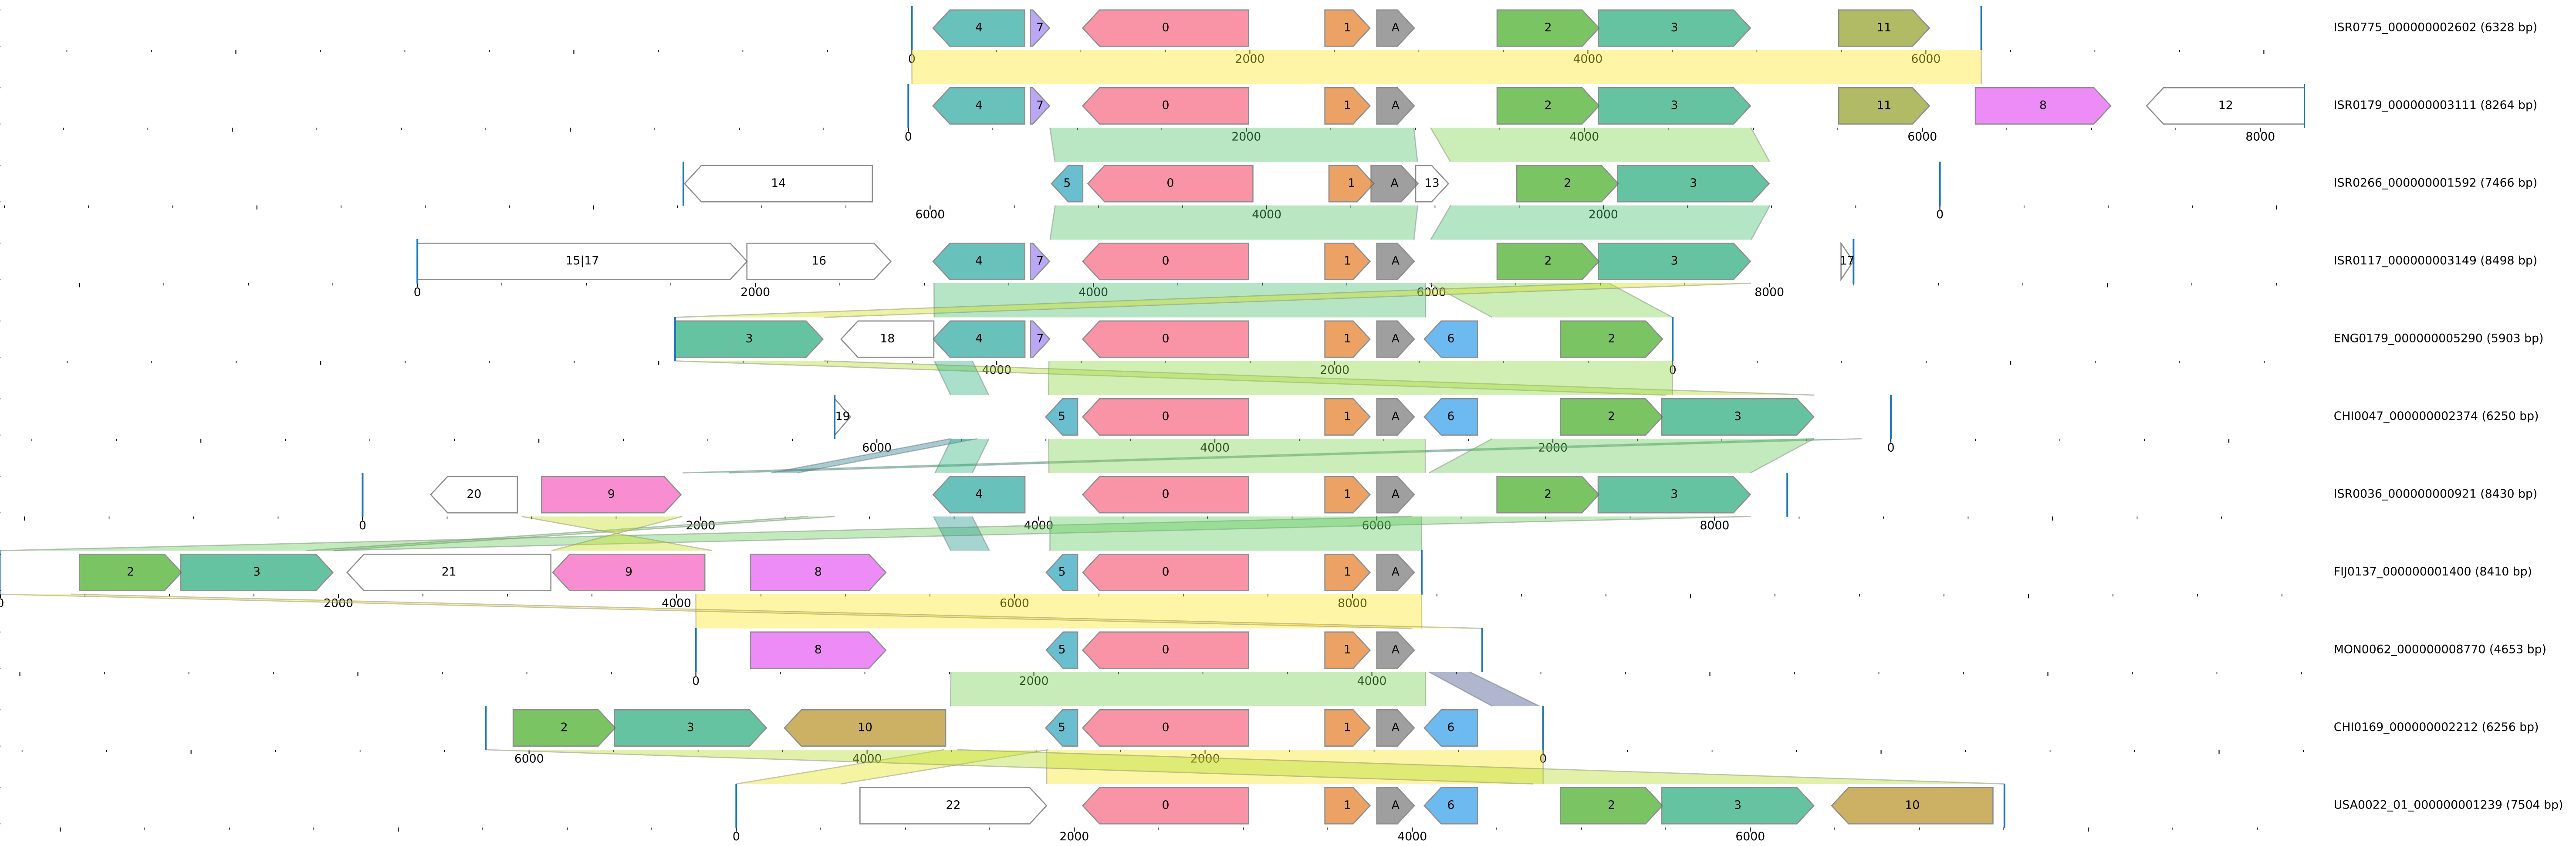 4 7 0 1 A 2 3 11 ISR0775_000000002602 (6328 bp)
0 2000 4000 6000
4 7 0 1 A 2 3 11 8 12 ISR0179_000000003111 (8264 bp)
0 2000 4000 6000 8000
14 5 0 1 A 13 2 3 ISR0266_000000001592 (7466 bp)
6000 4000 2000 0
15|17 16 4 7 0 1 A 2 3 17 ISR0117_000000003149 (8498 bp)
0 2000 4000 6000 8000
3 18 4 7 0 1 A 6 2 ENG0179_000000005290 (5903 bp)
4000 2000 0
19 5 0 1 A 6 2 3 CHI0047_000000002374 (6250 bp)
6000 4000 2000 0
20 9 4 0 1 A 2 3 ISR0036_000000000921 (8430 bp)
0 2000 4000 6000 8000
2 3 21 9 8 5 0 1 A FIJ0137_000000001400 (8410 bp)
0 2000 4000 6000 8000
8 5 0 1 A MON0062_000000008770 (4653 bp)
0 2000 4000
2 3 10 5 0 1 A 6 CHI0169_000000002212 (6256 bp)
6000 4000 2000 0
22 0 1 A 6 2 3 10 USA0022_01_000000001239 (7504 bp)
0 2000 4000 6000